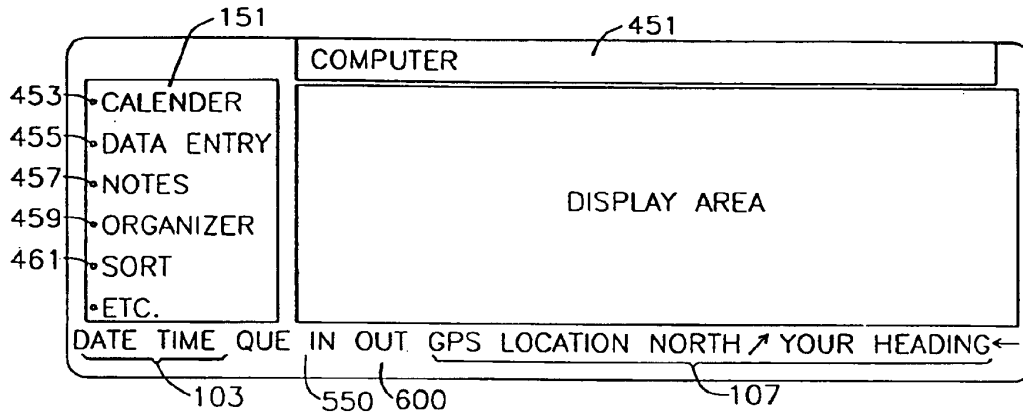 151
451
COMPUTER
453 CALENDER
455 DATA ENTRY
457 NOTES
459 ORGANIZER
461 SORT
ETC.
DISPLAY AREA
DATE TIME QUE IN OUT GPS LOCATION NORTH↗YOUR HEADING←
103 550 600 107